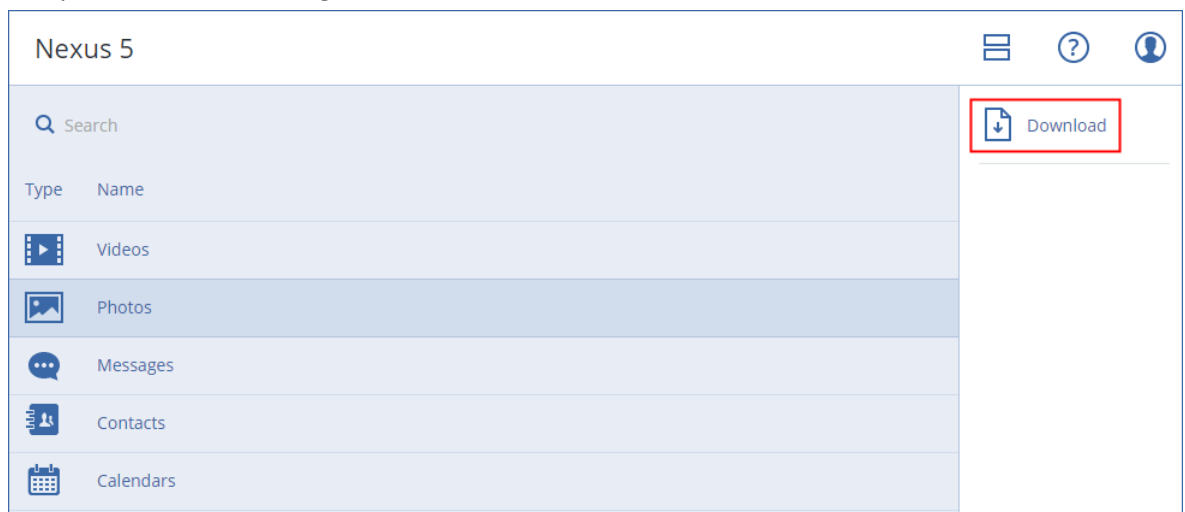 Nexus 5
Search
Download
Type Name
Videos
Photos
Messages
Contacts
Calendars